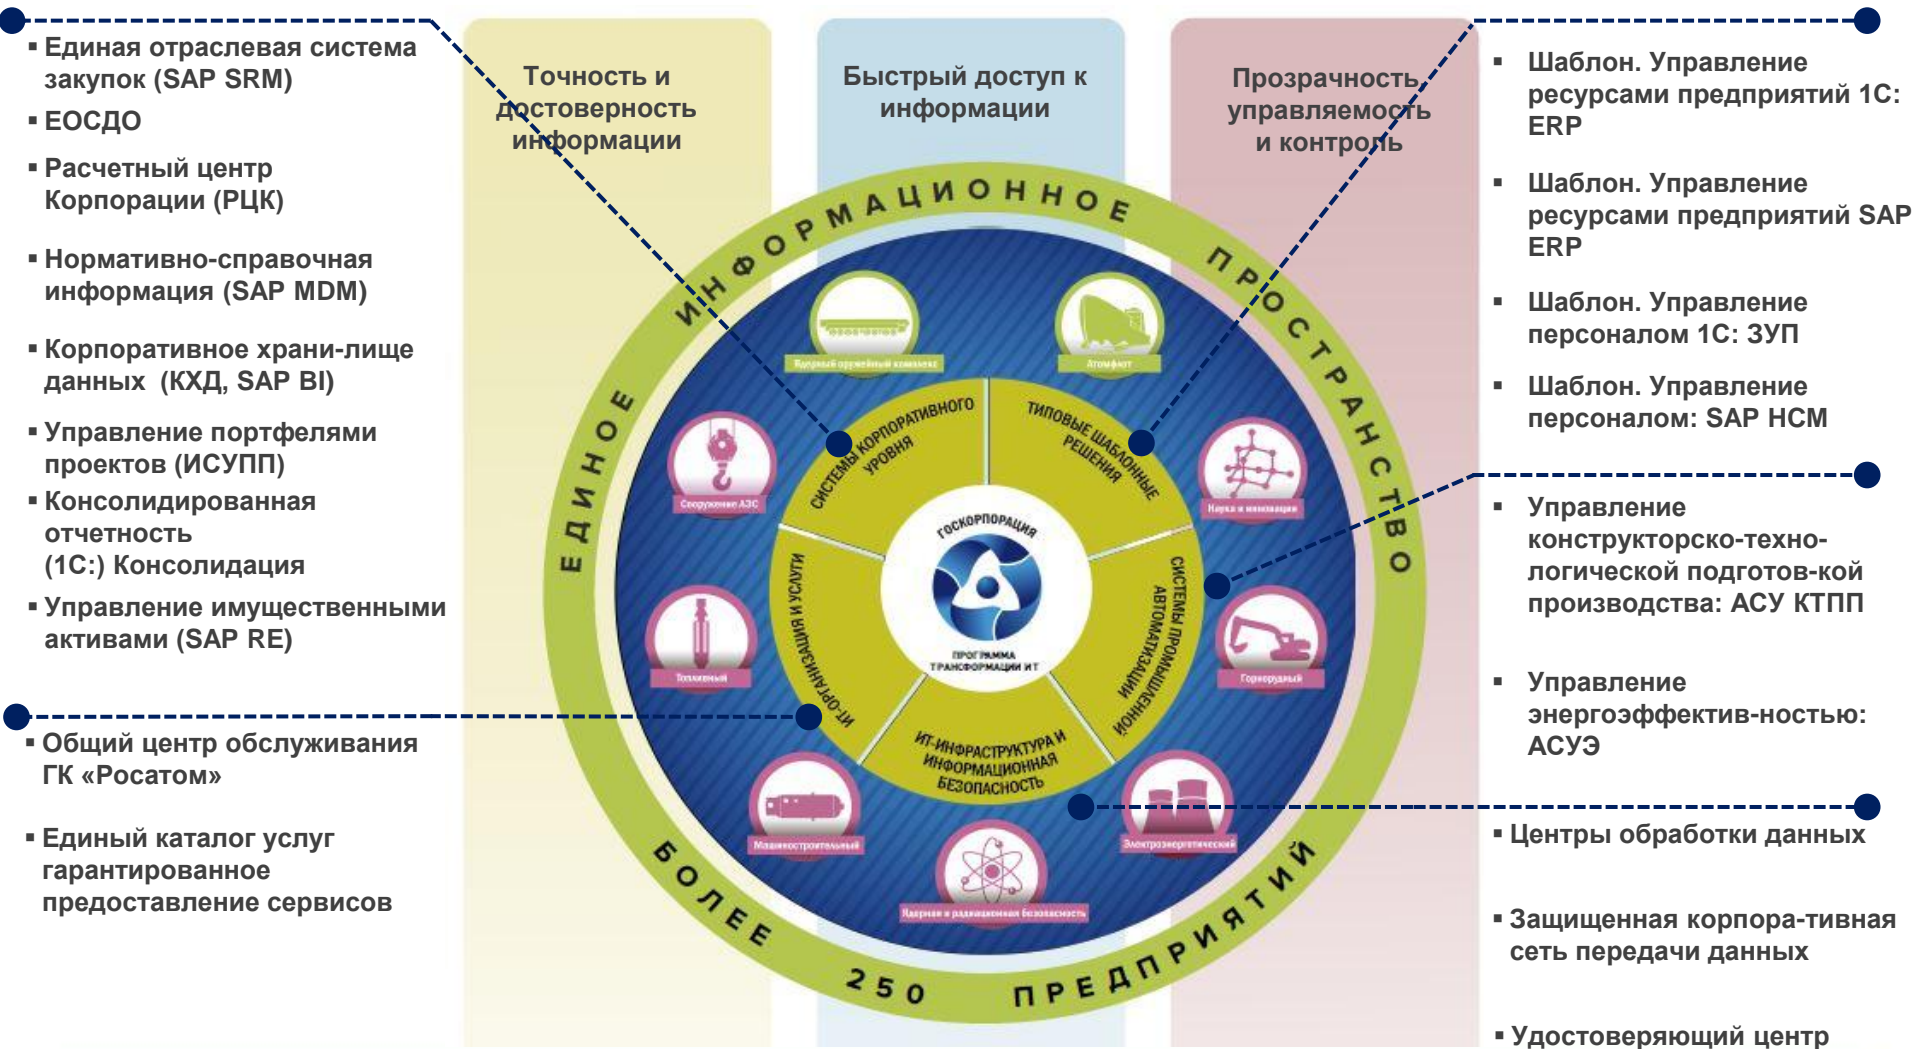 ▪ Единая отраслевая система
закупок (SAP SRM)
▪ ЕОСДО
▪ Расчетный центр
Корпорации (РЦК)
▪ Нормативно-справочная
информация (SAP MDM)
▪ Корпоративное храни-лище
данных (КХД, SAP BI)
▪ Управление портфелями
проектов (ИСУПП)
▪ Консолидированная
отчетность
(1С:) Консолидация
▪ Управление имущественными
активами (SAP RE)
▪ Общий центр обслуживания
ГК «Росатом»
▪ Единый каталог услуг
гарантированное
предоставление сервисов
Точность и
достоверность
информации
Быстрый доступ к
информации
Прозрачность,
управляемость
и контроль
ЕДИНОЕ ИНФОРМАЦИОННОЕ ПРОСТРАНСТВО
БОЛЕЕ 250 ПРЕДПРИЯТИЙ
Ядерный оружейный комплекс
Атомфлот
Сооружение АЭС
Наука и инновации
Топливный
Горнорудный
Машиностроительный
Электроэнергетический
Ядерная и радиационная безопасность
СИСТЕМЫ КОРПОРАТИВНОГО
УРОВНЯ
ТИПОВЫЕ ШАБЛОННЫЕ
РЕШЕНИЯ
СИСТЕМЫ ПРОМЫШЛЕННОЙ
АВТОМАТИЗАЦИИ
ИТ-ИНФРАСТРУКТУРА И
ИНФОРМАЦИОННАЯ
БЕЗОПАСНОСТЬ
ИТ-ОРГАНИЗАЦИЯ И УСЛУГИ
ГОСКОРПОРАЦИЯ
ПРОГРАММА
ТРАНСФОРМАЦИИ ИТ
▪ Шаблон. Управление
ресурсами предприятий 1С:
ERP
▪ Шаблон. Управление
ресурсами предприятий SAP
ERP
▪ Шаблон. Управление
персоналом 1С: ЗУП
▪ Шаблон. Управление
персоналом: SAP HCM
▪ Управление
конструкторско-техно-
логической подготов-кой
производства: АСУ КТПП
▪ Управление
энергоэффектив-ностью:
АСУЭ
▪ Центры обработки данных
▪ Защищенная корпора-тивная
сеть передачи данных
▪ Удостоверяющий центр